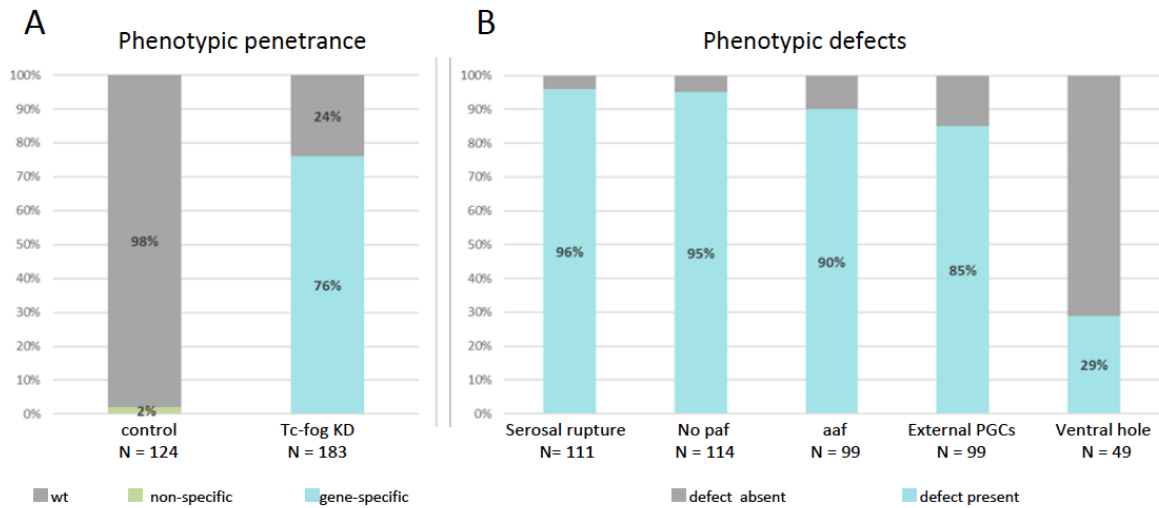 A
Phenotypic penetrance
100%
90%
80%
70%
60%
50%
40%
30%
20%
10%
0%
98%
2%
24%
76%
control
N = 124
Tc-fog KD
N = 183
wt
non-specific
gene-specific
B
Phenotypic defects
100%
90%
80%
70%
60%
50%
40%
30%
20%
10%
0%
96%
95%
90%
85%
29%
Serosal rupture
N= 111
No paf
N = 114
aaf
N = 99
External PGCs
N = 99
Ventral hole
N = 49
defect absent
defect present